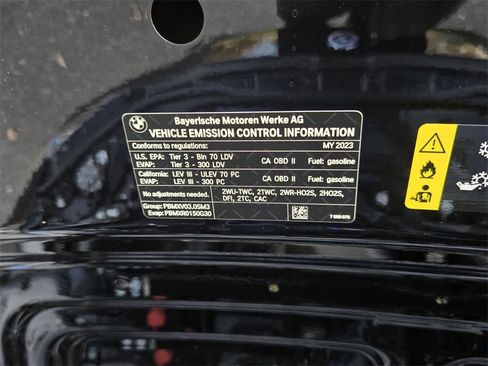 BMW
Bayerische Motoren Werke AG
VEHICLE EMISSION CONTROL INFORMATION
Conforms to regulations: MY 2023
U.S. EPA: Tier 3 - Bin 70 LDV
EVAP: Tier 3 - 300 LDV CA OBD II Fuel: gasoline
California: LEV III - ULEV 70 PC
EVAP: LEV III - 300 PC CA OBD II Fuel: gasoline
No adjustments needed. 2WU-TWC, 2TWC, 2WR-HO2S, 2HO2S,
DFI, 2TC, CAC
Group: PBMXV03.0SM3
Evap: PBMXR0150G30